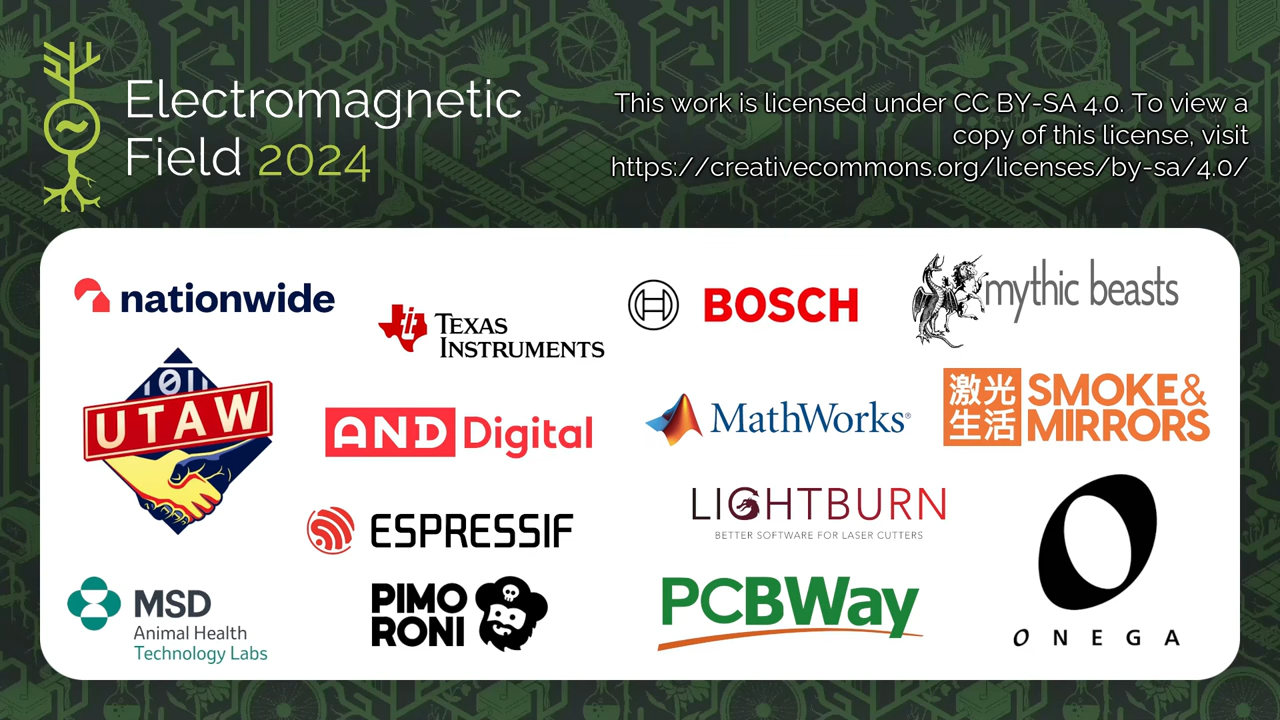 Electromagnetic
Field 2024
This work is licensed under CC BY-SA 4.0. To view a
copy of this license, visit
https://creativecommons.org/licenses/by-sa/4.0/
nationwide
TEXAS
INSTRUMENTS
BOSCH
mythic beasts
101
UTAW
AND Digital
MathWorks®
激光
生活
SMOKE&
MIRRORS
ESPRESSIF
LIGHTBURN
BETTER SOFTWARE FOR LASER CUTTERS
MSD
Animal Health
Technology Labs
PIMO
RONI
PCBWay
ONEGA